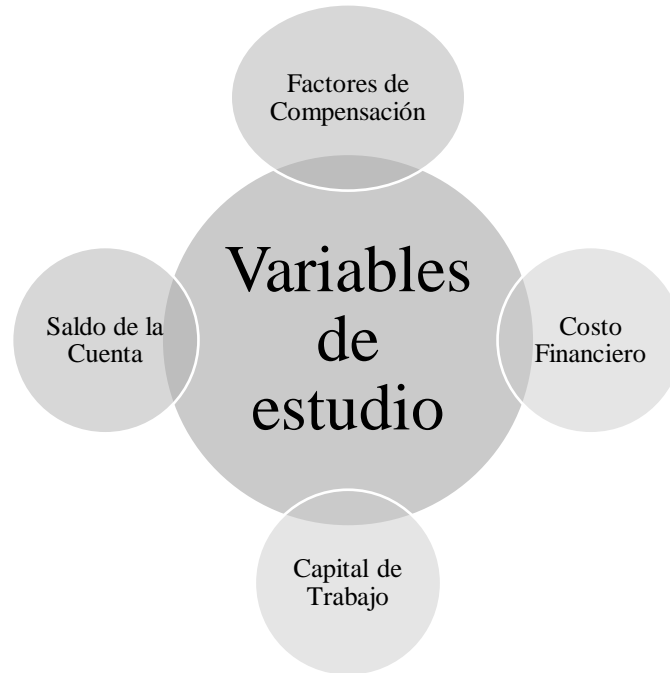 Factores de
Compensación
Variables
de
estudio
Saldo de la
Cuenta
Costo
Financiero
Capital de
Trabajo